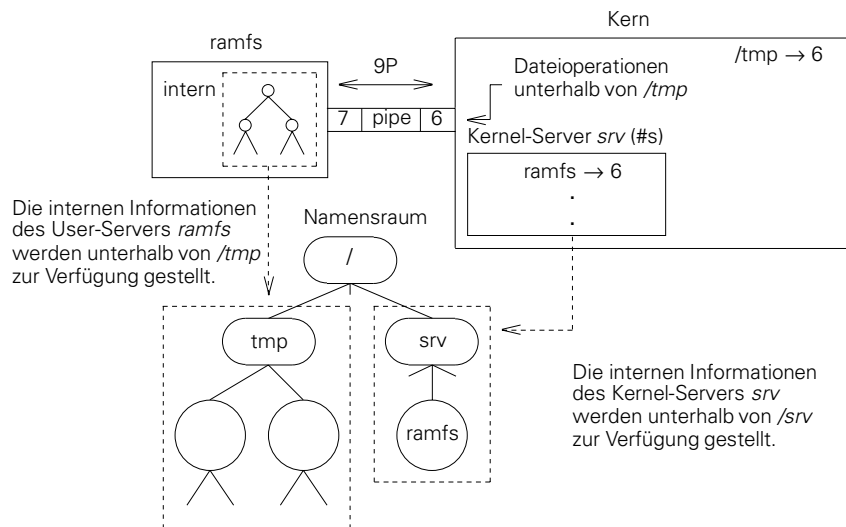 Kern
ramfs
/tmp → 6
9P
Dateioperationen
unterhalb von /tmp
intern
7 pipe 6
Kernel-Server srv (#s)
ramfs → 6
.
.
Die internen Informationen
des User-Servers ramfs
werden unterhalb von /tmp
zur Verfügung gestellt.
Namensraum
/
tmp
srv
ramfs
Die internen Informationen
des Kernel-Servers srv
werden unterhalb von /srv
zur Verfügung gestellt.